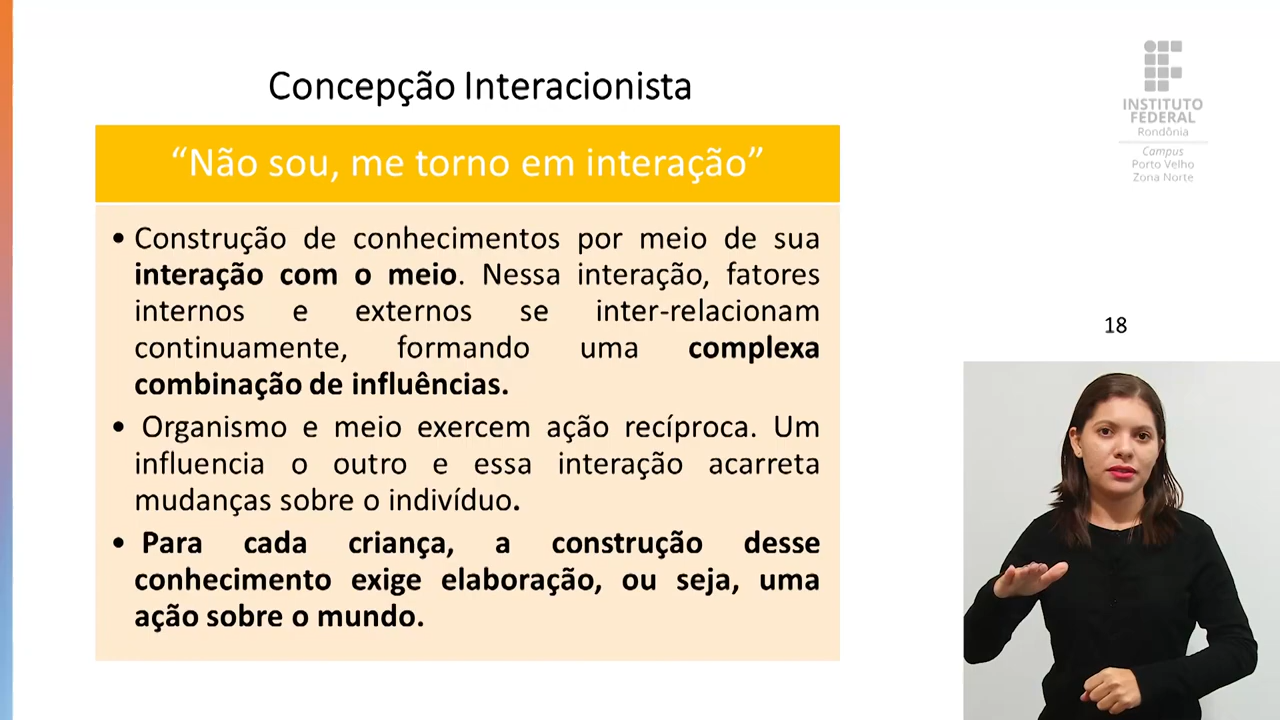 Concepção Interacionista
“Não sou, me torno em interação”
• Construção de conhecimentos por meio de sua
interação com o meio. Nessa interação, fatores
internos e externos se inter-relacionam
continuamente, formando uma complexa
combinação de influências.
• Organismo e meio exercem ação recíproca. Um
influencia o outro e essa interação acarreta
mudanças sobre o indivíduo.
• Para cada criança, a construção desse
conhecimento exige elaboração, ou seja, uma
ação sobre o mundo.
INSTITUTO
FEDERAL
Rondônia
Campus
Porto Velho
Zona Norte
18